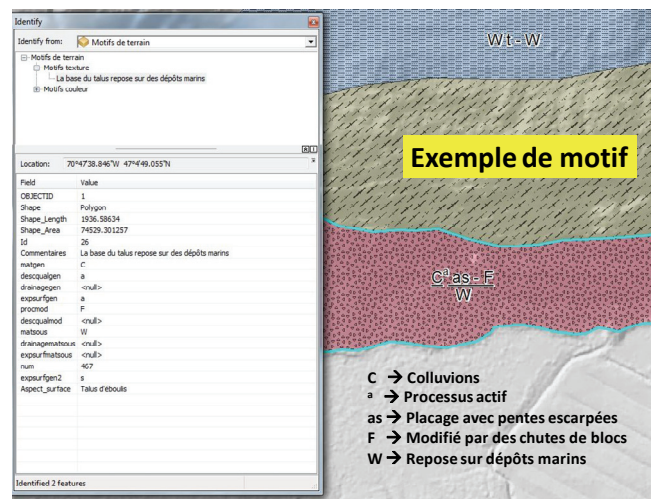 Identify
Identify from: Motifs de terrain
Motifs de terrain
Motifs texture
La base du talus repose sur des dépôts marins
Motifs couleur
Location: 70°47'38.846"W 47°4'49.055"N
Field Value
OBJECTID 1
Shape Polygon
Shape_Length 1936.58634
Shape_Area 74529.301257
Id 26
Commentaires La base du talus repose sur des dépôts marins
matgen C
descqualgen a
drainagegen <null>
expsurfgen a
procmod F
descqualmod <null>
matsous W
drainagematsous <null>
expsurfmatsous <null>
num 467
expsurfgen2 s
Aspect_surface Talus d'éboulis
Identified 2 features
Wt - W
Exemple de motif
Cᵃas - F
W
C → Colluvions
ᵃ → Processus actif
as → Placage avec pentes escarpées
F → Modifié par des chutes de blocs
W → Repose sur dépôts marins